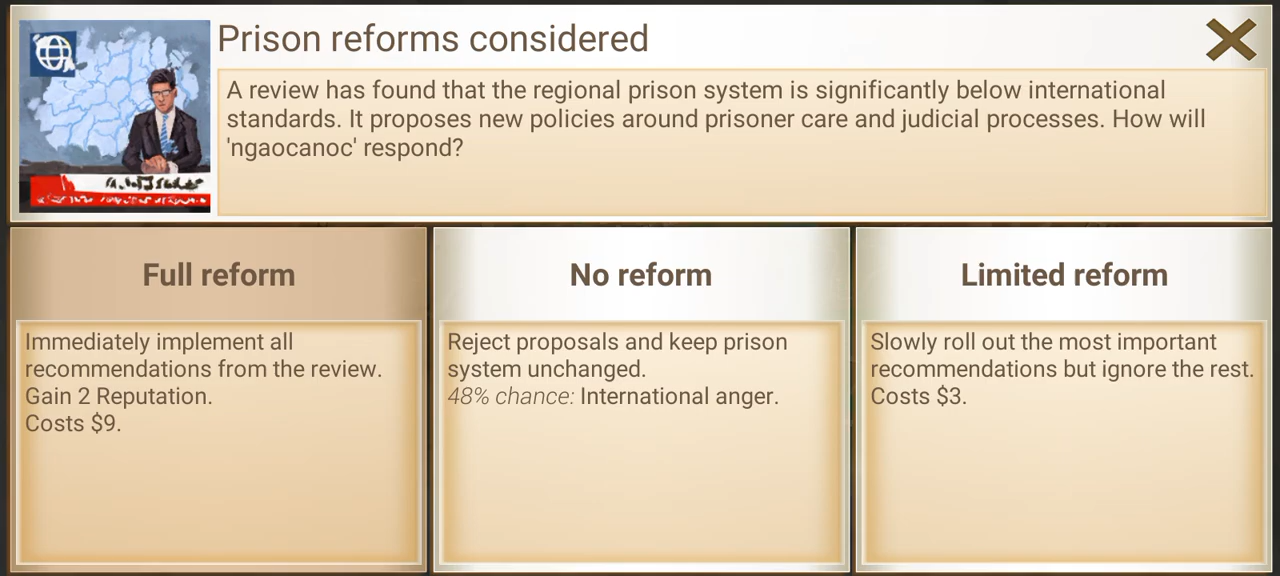 Prison reforms considered
A review has found that the regional prison system is significantly below international
standards. It proposes new policies around prisoner care and judicial processes. How will
'ngaocanoc' respond?
Full reform
Immediately implement all
recommendations from the review.
Gain 2 Reputation.
Costs $9.
No reform
Reject proposals and keep prison
system unchanged.
48% chance: International anger.
Limited reform
Slowly roll out the most important
recommendations but ignore the rest.
Costs $3.